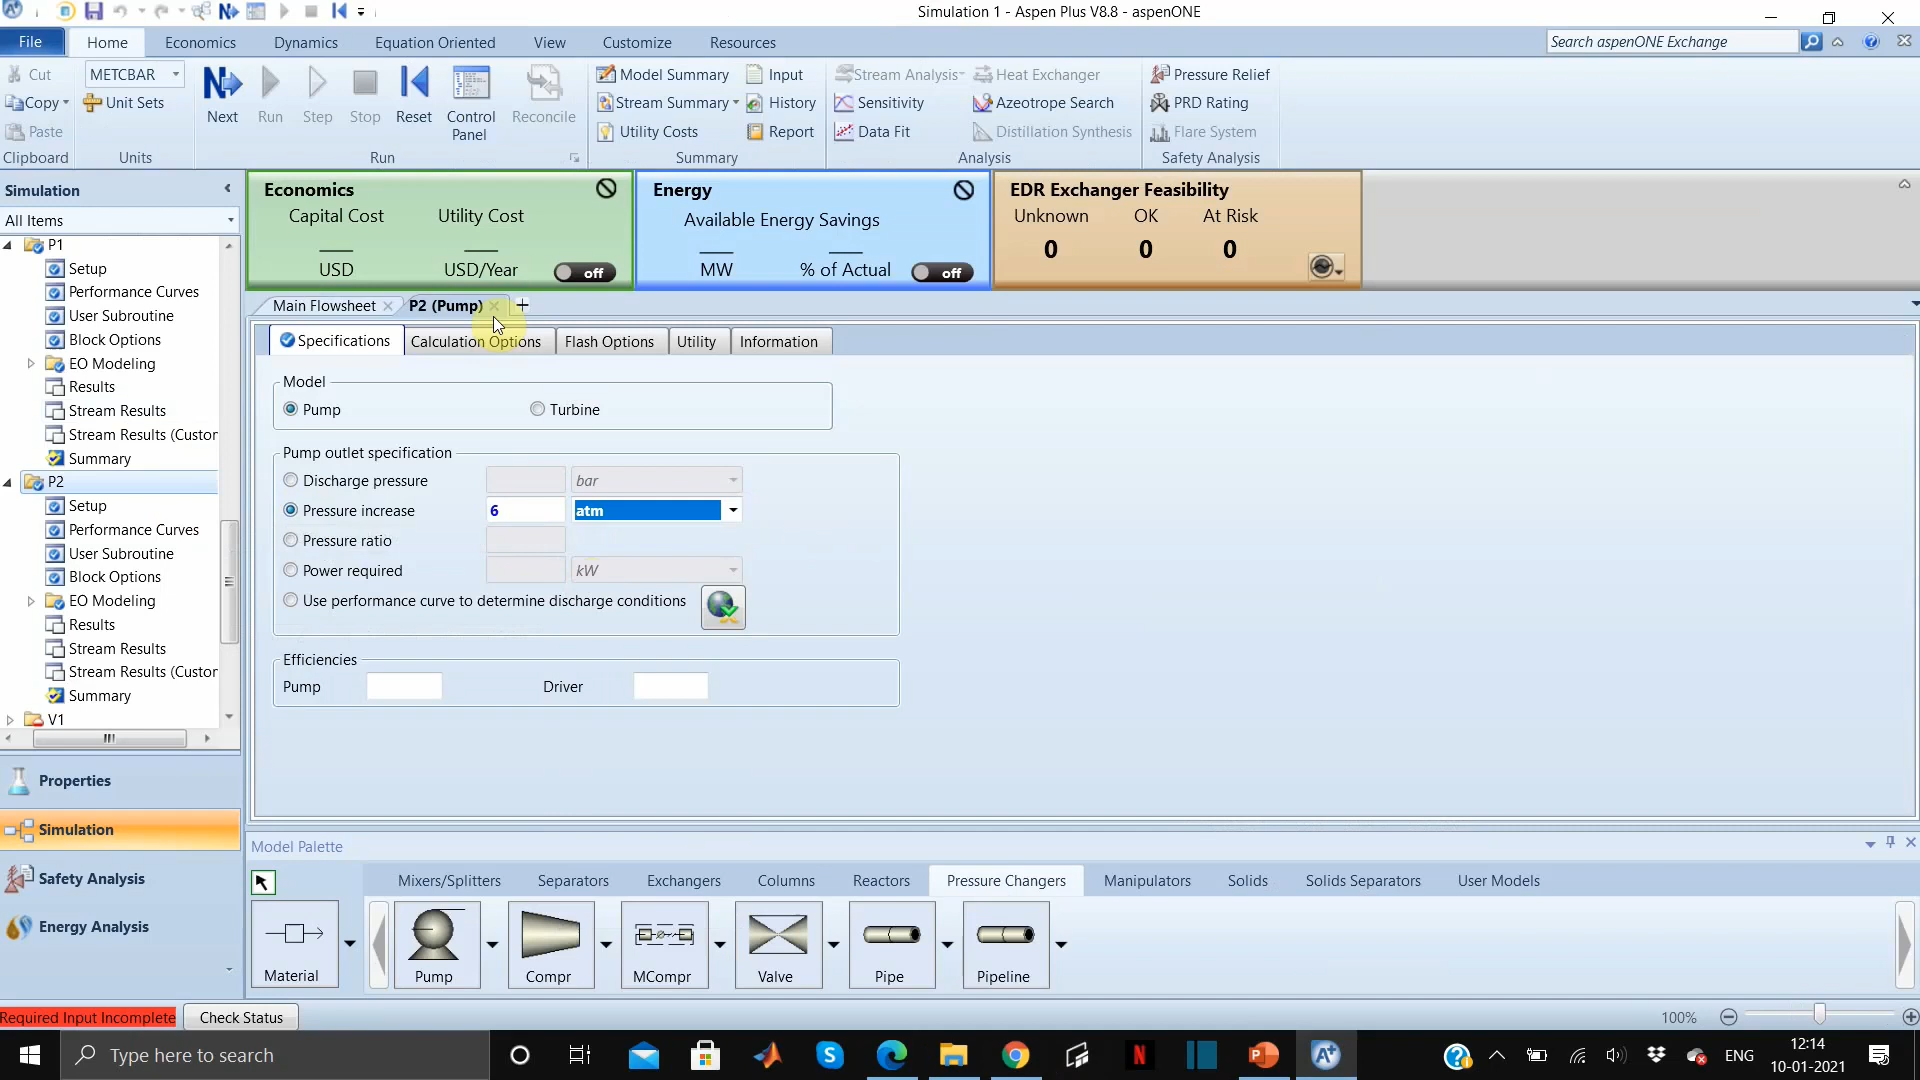 Simulation 1 - Aspen Plus V8.8 - aspenONE
File Home Economics Dynamics Equation Oriented View Customize Resources Search aspenONE Exchange
Cut METCBAR Model Summary Input Stream Analysis Heat Exchanger Pressure Relief
Copy Unit Sets Next Run Step Stop Reset Control Panel Reconcile Stream Summary History Sensitivity Azeotrope Search PRD Rating
Paste Utility Costs Report Data Fit Distillation Synthesis Flare System
Clipboard Units Run Summary Analysis Safety Analysis
Simulation
All Items
Economics
Capital Cost Utility Cost
USD USD/Year off
Energy
Available Energy Savings
MW % of Actual off
EDR Exchanger Feasibility
Unknown OK At Risk
0 0 0
P1
Setup
Performance Curves
User Subroutine
Block Options
EO Modeling
Results
Stream Results
Stream Results (Custor
Summary
P2
Setup
Performance Curves
User Subroutine
Block Options
EO Modeling
Results
Stream Results
Stream Results (Custor
Summary
V1
Properties
Simulation
Safety Analysis
Energy Analysis
Main Flowsheet P2 (Pump)
Specifications Calculation Options Flash Options Utility Information
Model
Pump Turbine
Pump outlet specification
Discharge pressure bar
Pressure increase 6 atm
Pressure ratio
Power required kW
Use performance curve to determine discharge conditions
Efficiencies
Pump Driver
Model Palette
Mixers/Splitters Separators Exchangers Columns Reactors Pressure Changers Manipulators Solids Solids Separators User Models
Material Pump Compr MCompr Valve Pipe Pipeline
Required Input Incomplete Check Status 100%
Type here to search ENG 12:14
10-01-2021